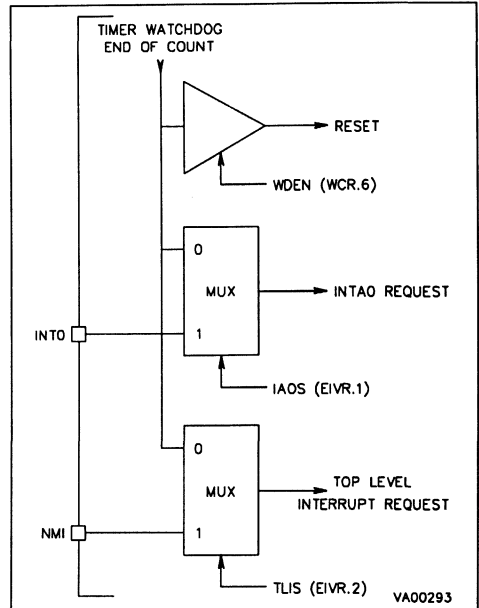 TIMER WATCHDOG
END OF COUNT
RESET
WDEN (WCR.6)
0
MUX
INTA0 REQUEST
INT0
1
IA0S (EIVR.1)
0
MUX
TOP LEVEL
INTERRUPT REQUEST
NMI
1
TLIS (EIVR.2)
VA00293